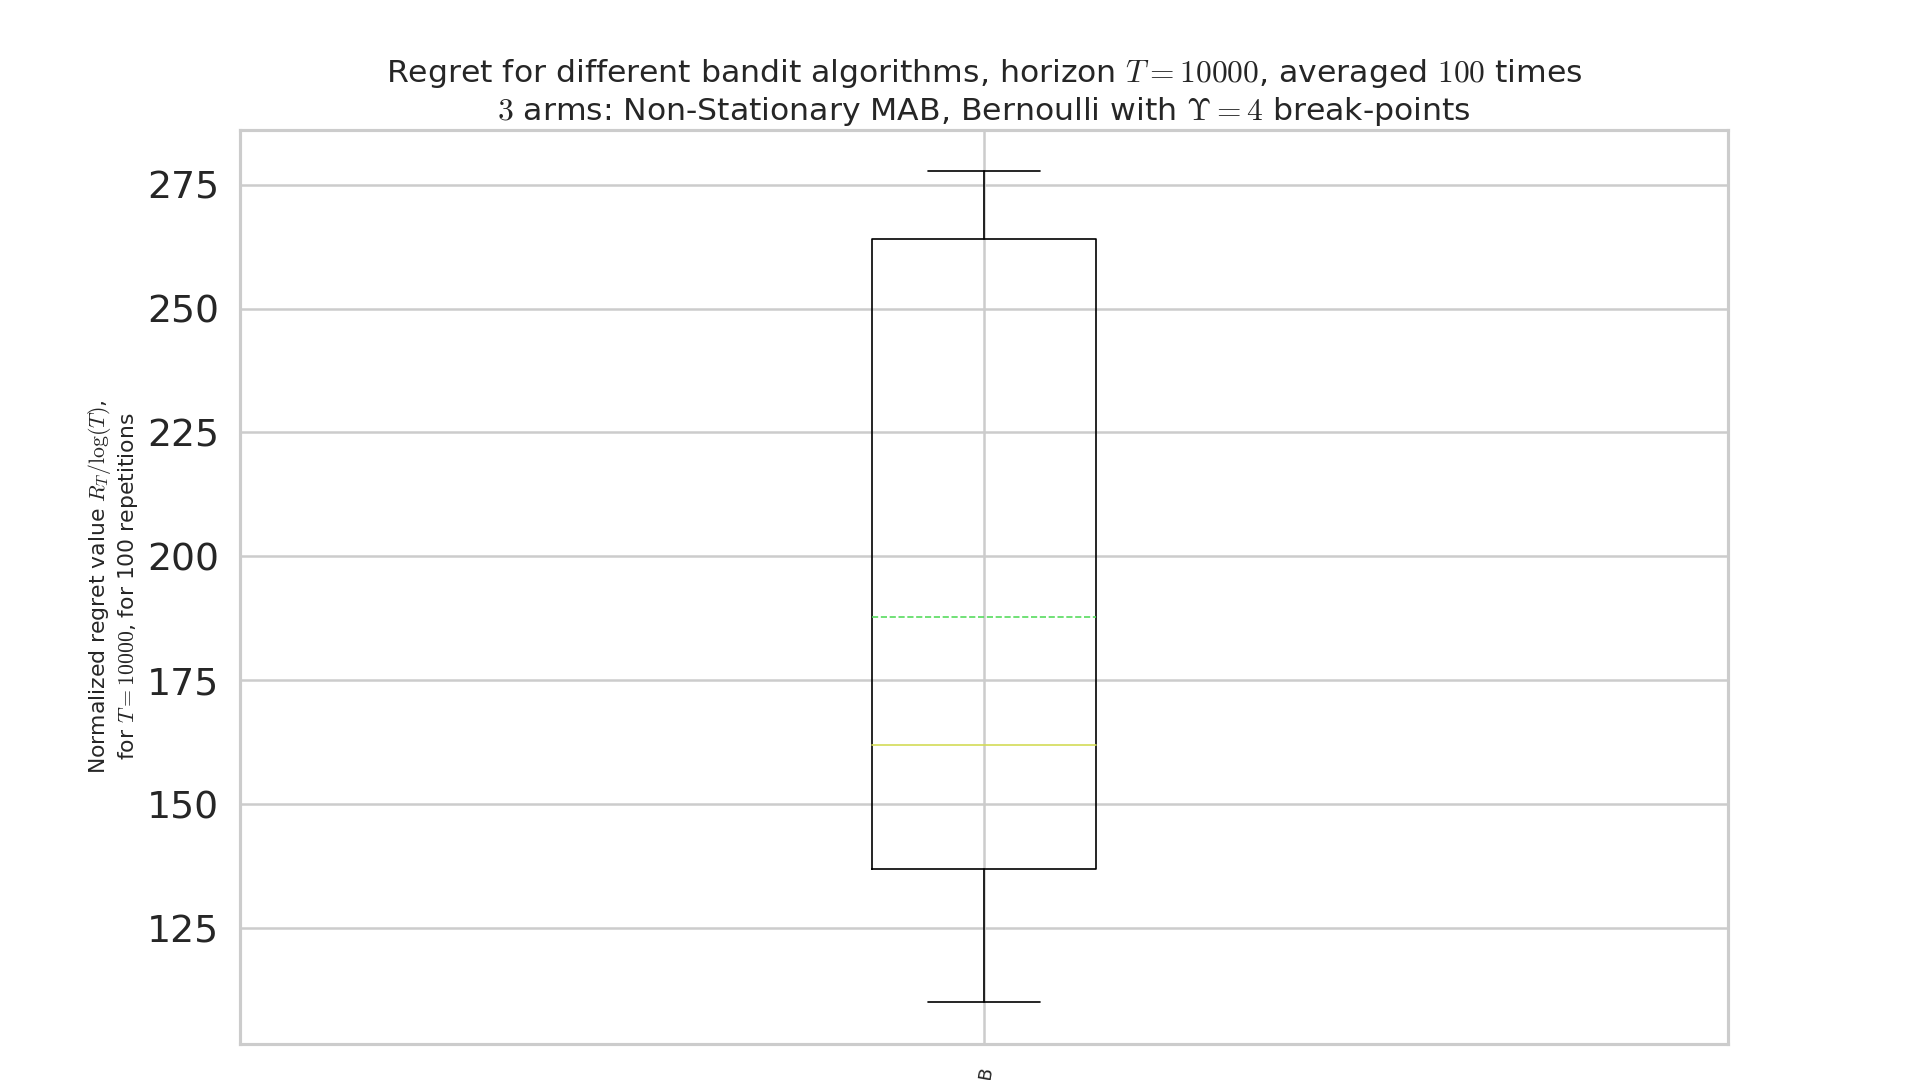 Regret for different bandit algorithms, horizon T = 10000, averaged 100 times
3 arms: Non-Stationary MAB, Bernoulli with ϒ = 4 break-points
Normalized regret value R_T/log(T),
for T = 10000, for 100 repetitions
275
250
225
200
175
150
125
B